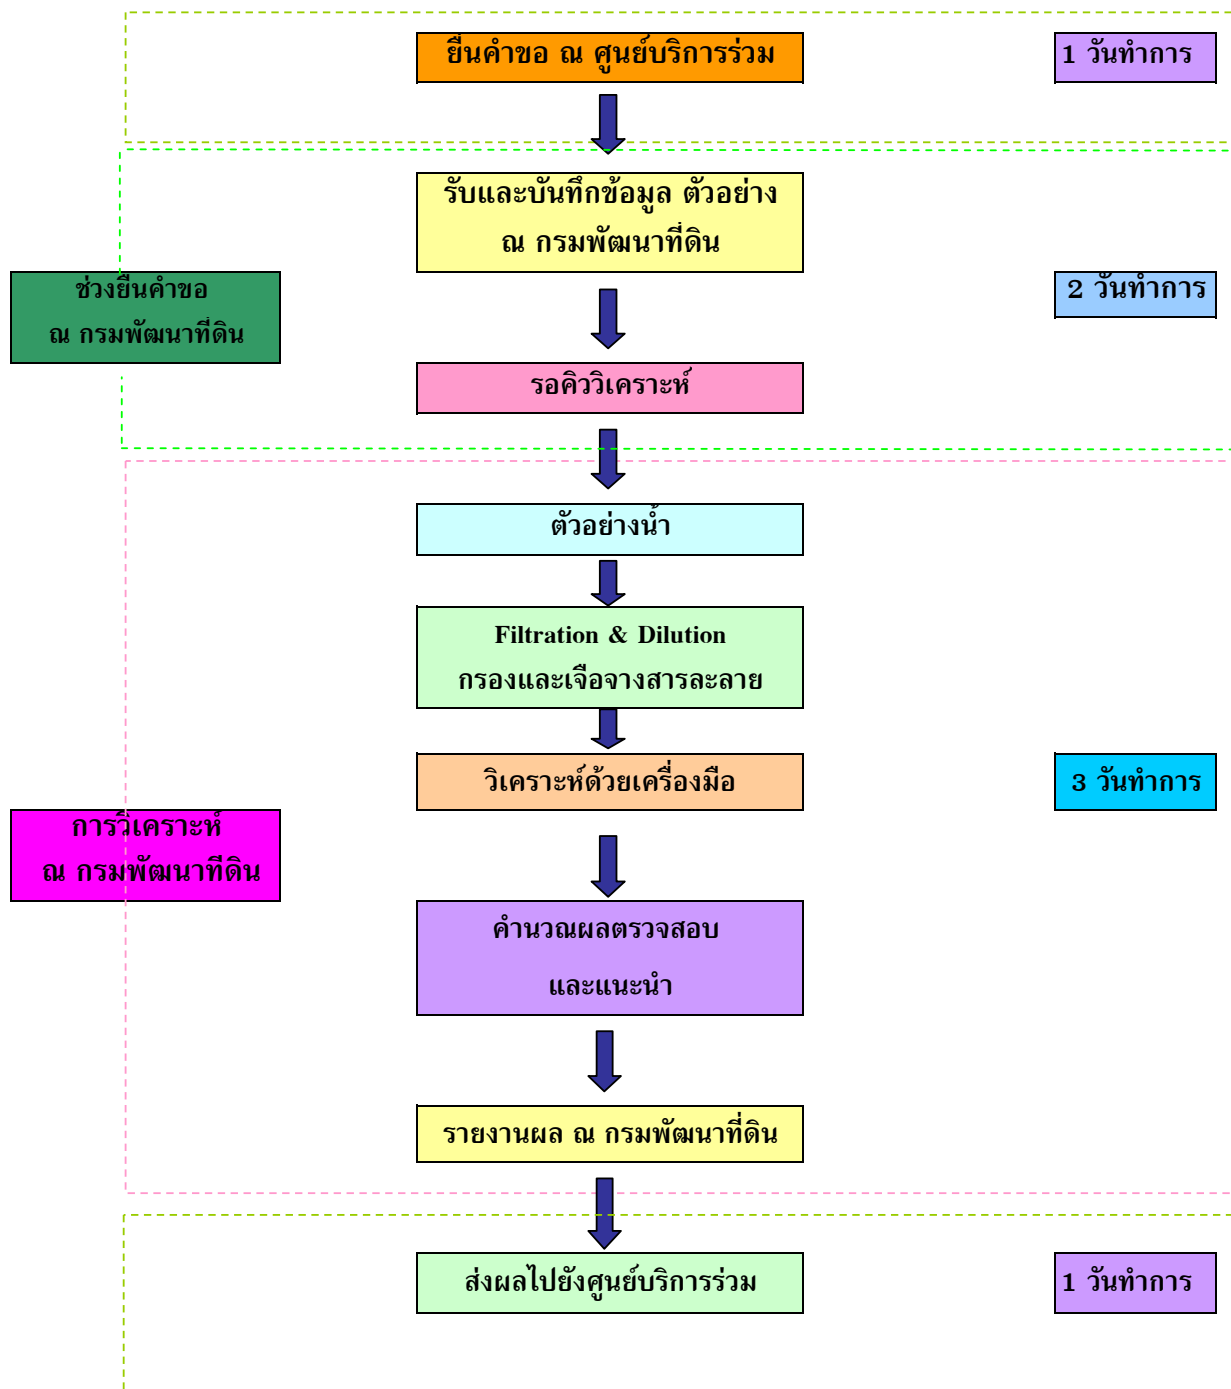 ยื่นคำขอ ณ ศูนย์บริการร่วม
1 วันทำการ
รับและบันทึกข้อมูล ตัวอย่าง
ณ กรมพัฒนาที่ดิน
ช่วงยื่นคำขอ
ณ กรมพัฒนาที่ดิน
2 วันทำการ
รอคิววิเคราะห์
ตัวอย่างน้ำ
Filtration & Dilution
กรองและเจือจางสารละลาย
วิเคราะห์ด้วยเครื่องมือ
3 วันทำการ
การวิเคราะห์
ณ กรมพัฒนาที่ดิน
คำนวณผลตรวจสอบ
และแนะนำ
รายงานผล ณ กรมพัฒนาที่ดิน
ส่งผลไปยังศูนย์บริการร่วม
1 วันทำการ